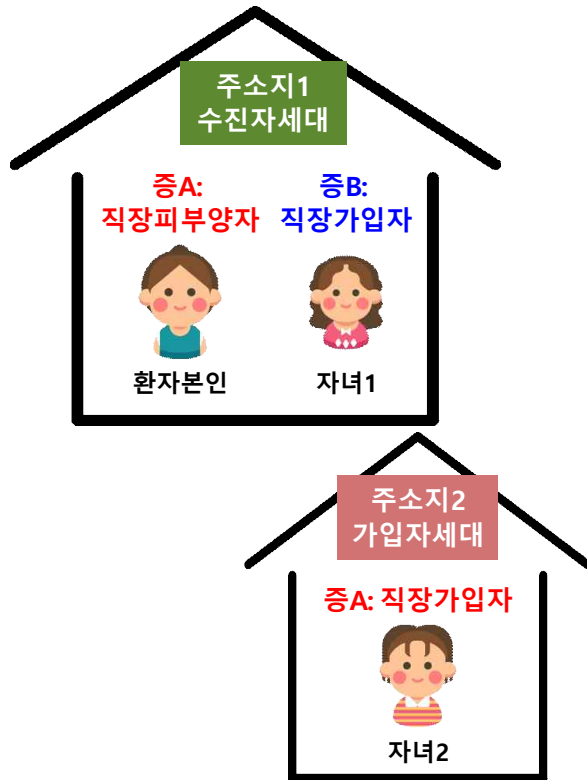 주소지1
수진자세대
증A:
직장피부양자
증B:
직장가입자
환자본인
자녀1
주소지2
가입자세대
증A: 직장가입자
자녀2